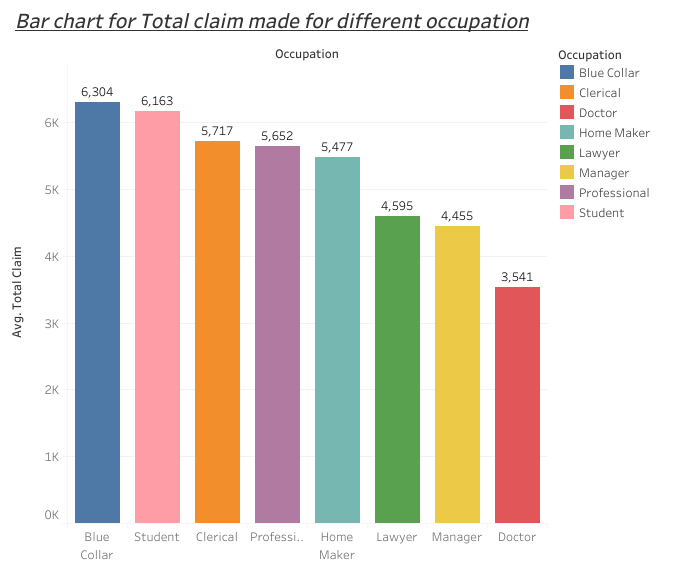 Bar chart for Total claim made for different occupation
Occupation
Occupation
Blue Collar
Clerical
Doctor
Home Maker
Lawyer
Manager
Professional
Student
6,304
6,163
5,717
5,652
5,477
4,595
4,455
3,541
6K
5K
4K
3K
2K
1K
0K
Avg. Total Claim
Blue
Collar
Student
Clerical
Professi..
Home
Maker
Lawyer
Manager
Doctor